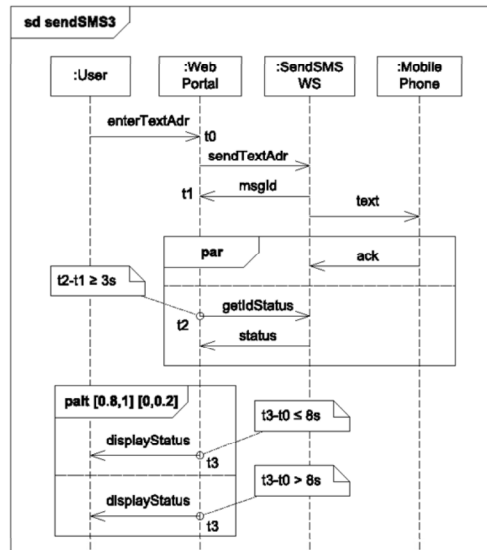 sd sendSMS3
:User
:Web
Portal
:SendSMS
WS
:Mobile
Phone
enterTextAdr
t0
sendTextAdr
msgId
t1
text
par
ack
t2-t1 ≥ 3s
getIdStatus
t2
status
palt [0.8,1] [0,0.2]
t3-t0 ≤ 8s
displayStatus
t3
t3-t0 > 8s
displayStatus
t3